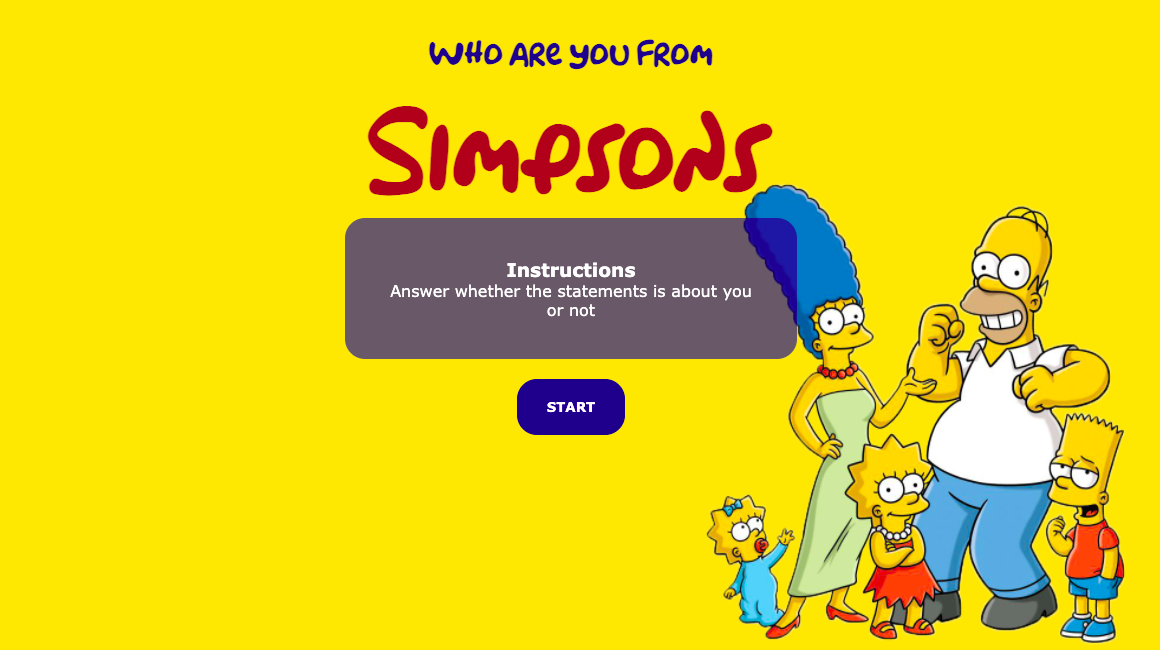 WHO ARE YOU FROM
SIMPSONS
Instructions
Answer whether the statements is about you
or not
START